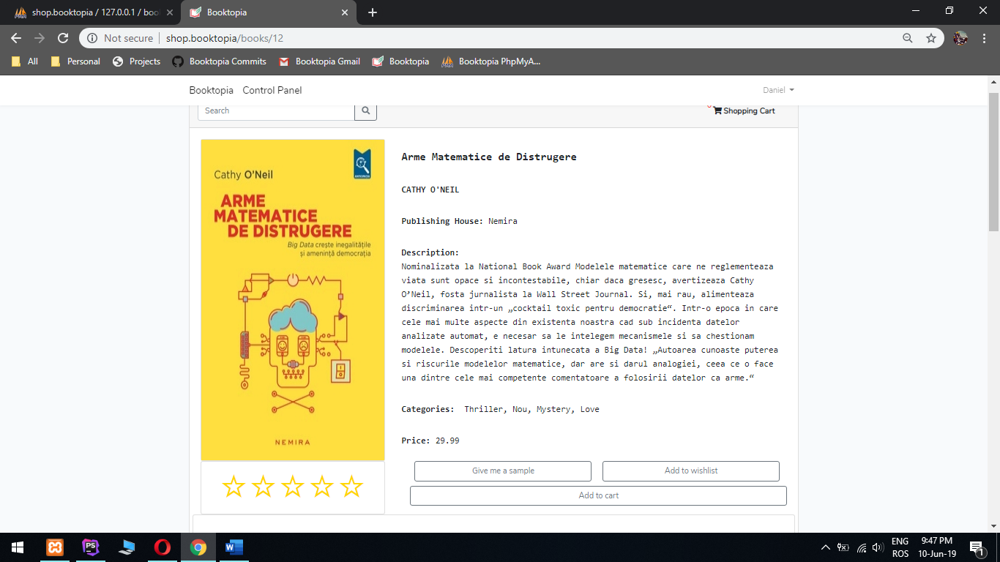 shop.booktopia / 127.0.0.1 / boo
Booktopia
Not secure
shop.booktopia/books/12
All
Personal
Projects
Booktopia Commits
Booktopia Gmail
Booktopia
Booktopia PhpMyA...
Booktopia
Control Panel
Daniel
Search
Shopping Cart
Cathy O'Neil
ARME
MATEMATICE
DE DISTRUGERE
Big Data crește inegalitățile
și amenință democrația
NEMIRA
Arme Matematice de Distrugere
CATHY O'NEIL
Publishing House: Nemira
Description:
Nominalizata la National Book Award Modelele matematice care ne reglementeaza
viata sunt opace si incontestabile, chiar daca gresesc, avertizeaza Cathy
O’Neil, fosta jurnalista la Wall Street Journal. Si, mai rau, alimenteaza
discriminarea intr-un „cocktail toxic pentru democratie“. Intr-o epoca in care
cele mai multe aspecte din existenta noastra cad sub incidenta datelor
analizate automat, e necesar sa le intelegem mecanismele si sa chestionam
modelele. Descoperiti latura intunecata a Big Data! „Autoarea cunoaste puterea
si riscurile modelelor matematice, dar are si darul analogiei, ceea ce o face
una dintre cele mai competente comentatoare a folosirii datelor ca arme.“
Categories: Thriller, Nou, Mystery, Love
Price: 29.99
Give me a sample
Add to wishlist
Add to cart
ENG
ROS
9:47 PM
10-Jun-19
1